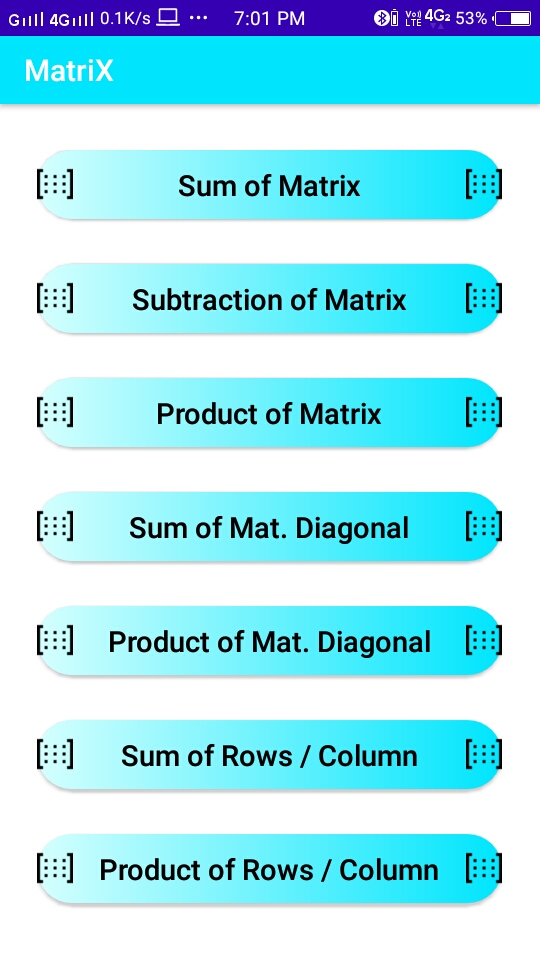 G 4G 0.1K/s ... 7:01 PM Vo)) LTE 4G2 53%
MatriX
Sum of Matrix
Subtraction of Matrix
Product of Matrix
Sum of Mat. Diagonal
Product of Mat. Diagonal
Sum of Rows / Column
Product of Rows / Column